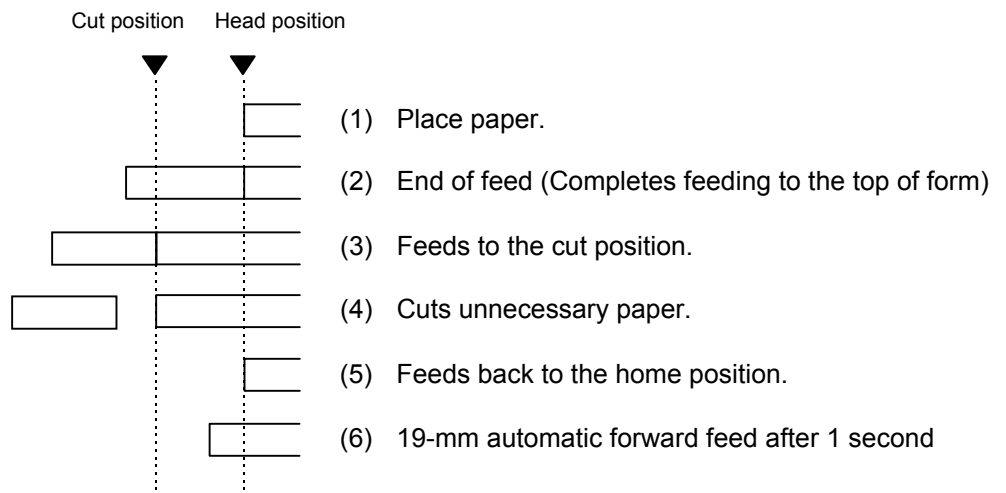 Cut position Head position
(1) Place paper.
(2) End of feed (Completes feeding to the top of form)
(3) Feeds to the cut position.
(4) Cuts unnecessary paper.
(5) Feeds back to the home position.
(6) 19-mm automatic forward feed after 1 second